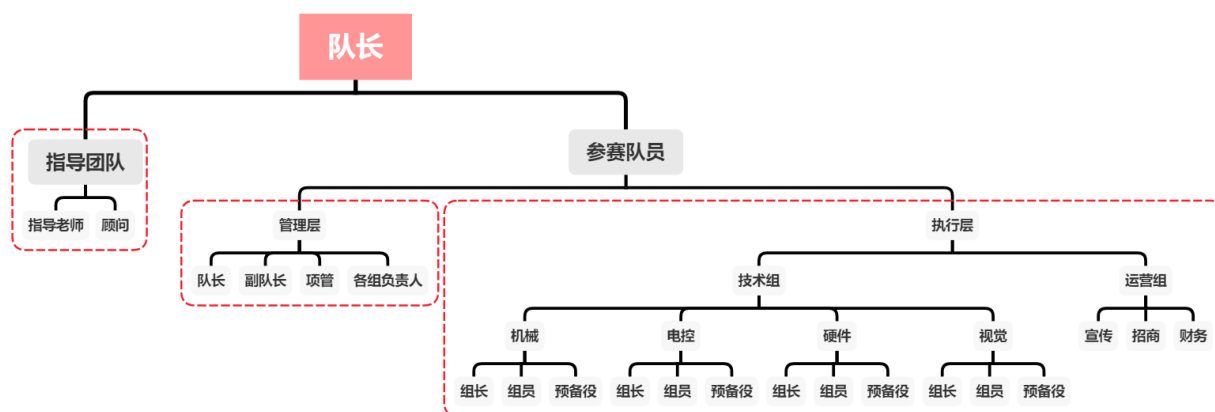 队长
参赛队员
指导团队
指导老师 顾问
管理层 执行层
队长 副队长 项管 各组负责人 技术组 运营组
机械 电控 硬件 视觉 宣传 招商 财务
组长 组员 预备役 组长 组员 预备役 组长 组员 预备役 组长 组员 预备役